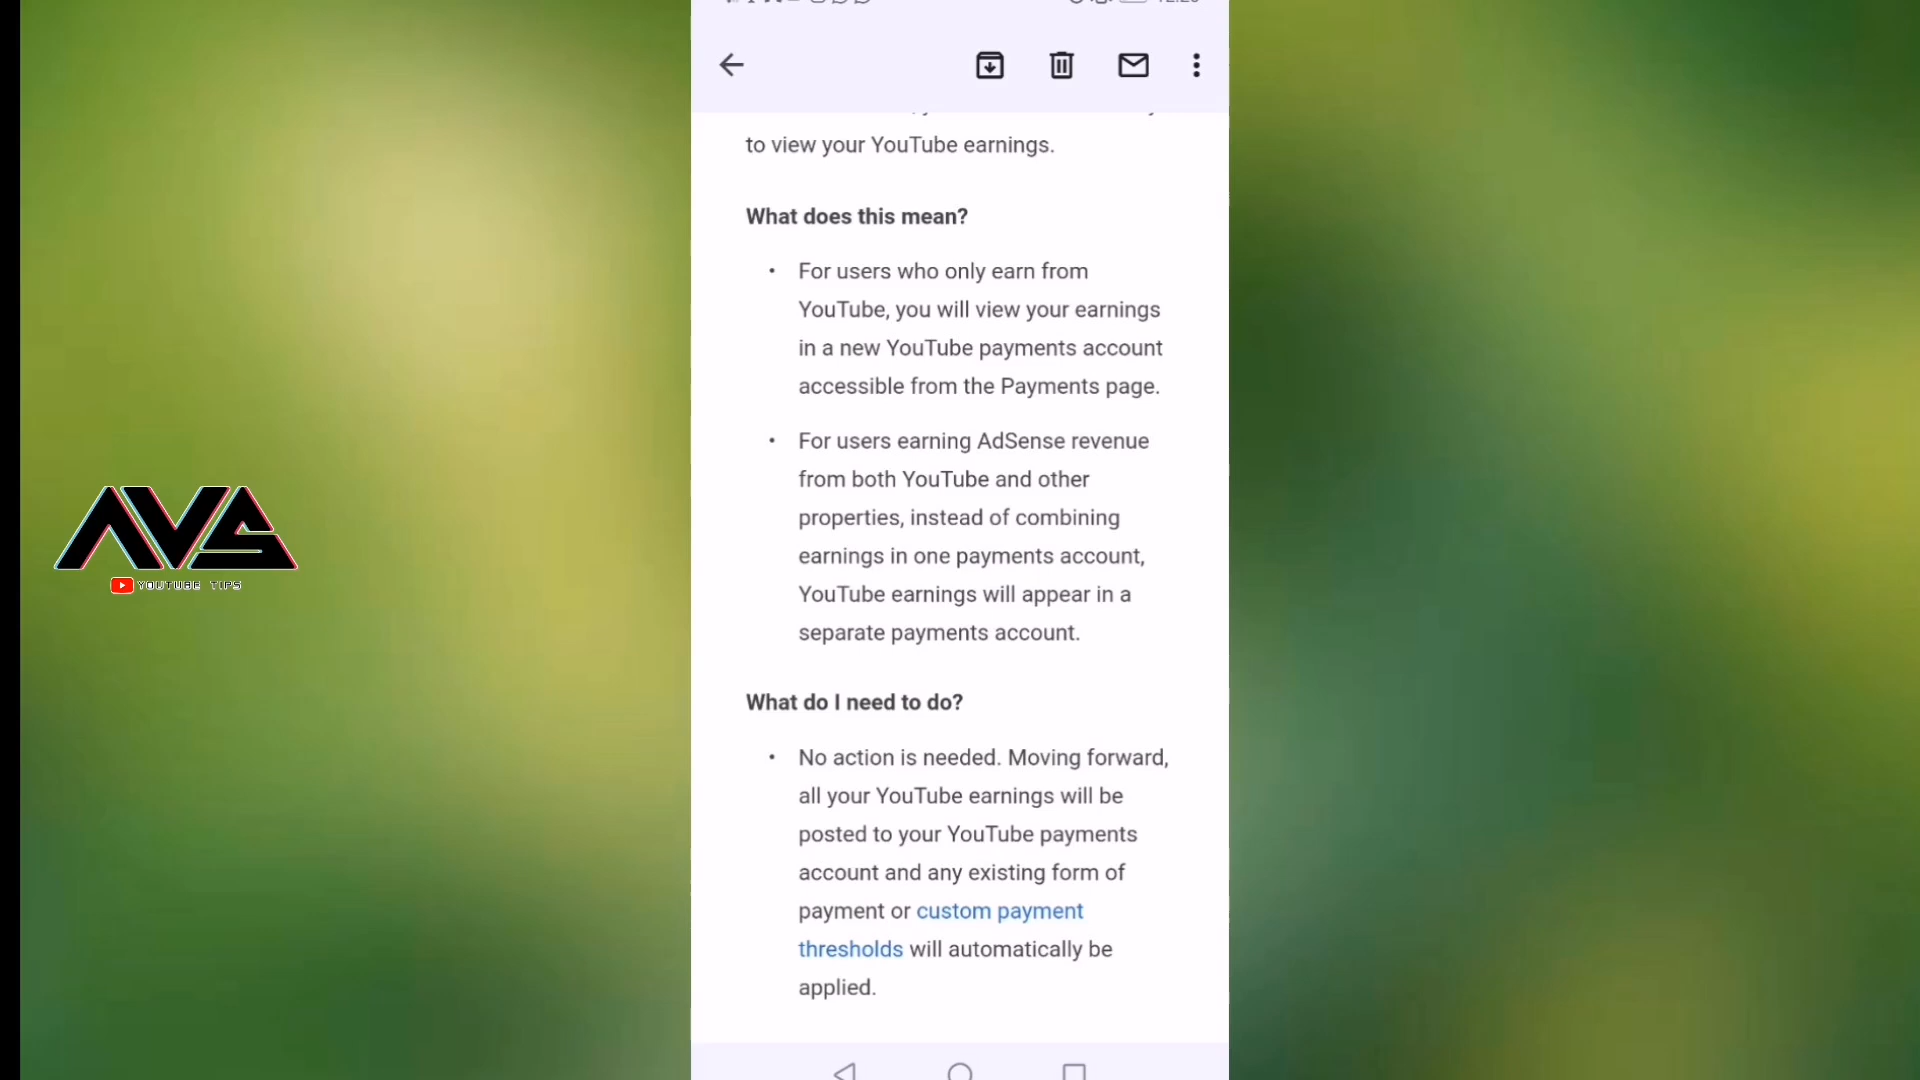 to view your YouTube earnings.
What does this mean?
• For users who only earn from
YouTube, you will view your earnings
in a new YouTube payments account
accessible from the Payments page.
• For users earning AdSense revenue
from both YouTube and other
properties, instead of combining
earnings in one payments account,
YouTube earnings will appear in a
separate payments account.
What do I need to do?
• No action is needed. Moving forward,
all your YouTube earnings will be
posted to your YouTube payments
account and any existing form of
payment or custom payment
thresholds will automatically be
applied.
AVS
YOUTUBE TIPS